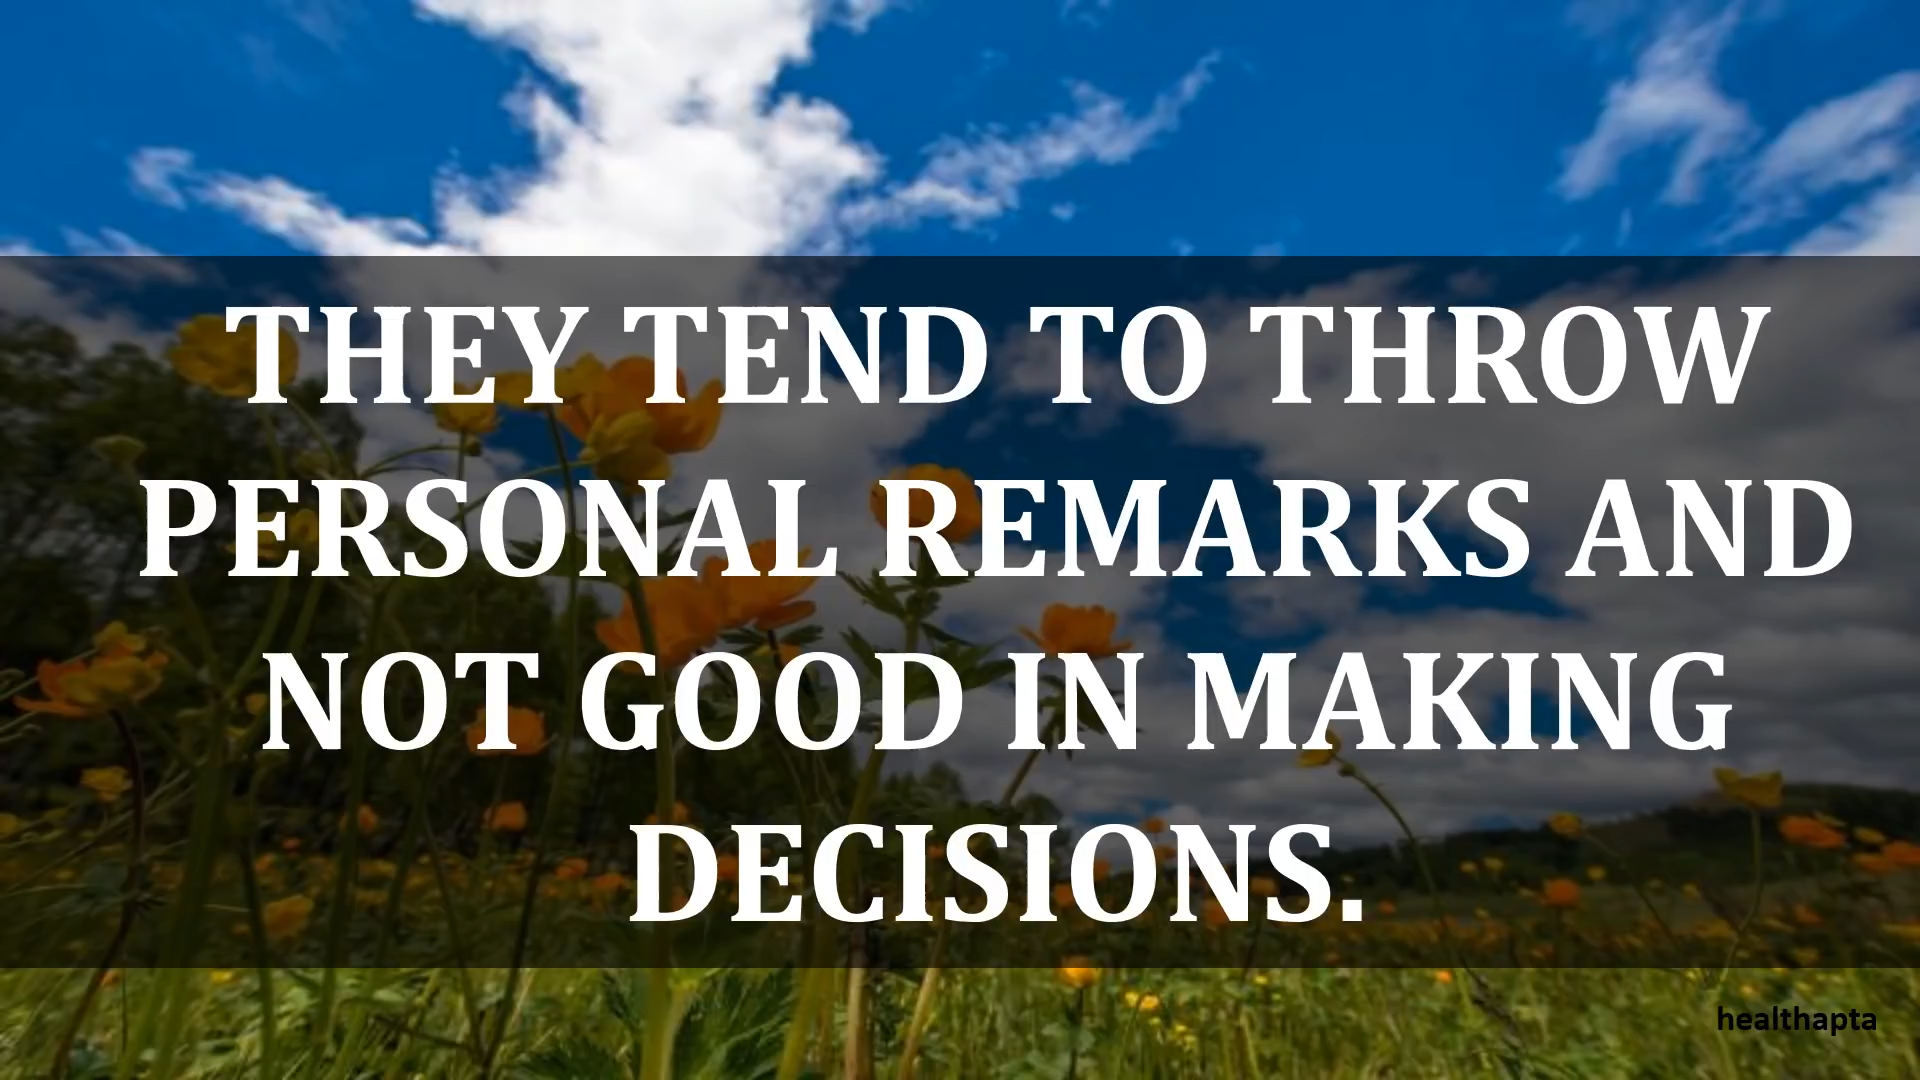 THEY TEND TO THROW
PERSONAL REMARKS AND
NOT GOOD IN MAKING
DECISIONS.
healthapta